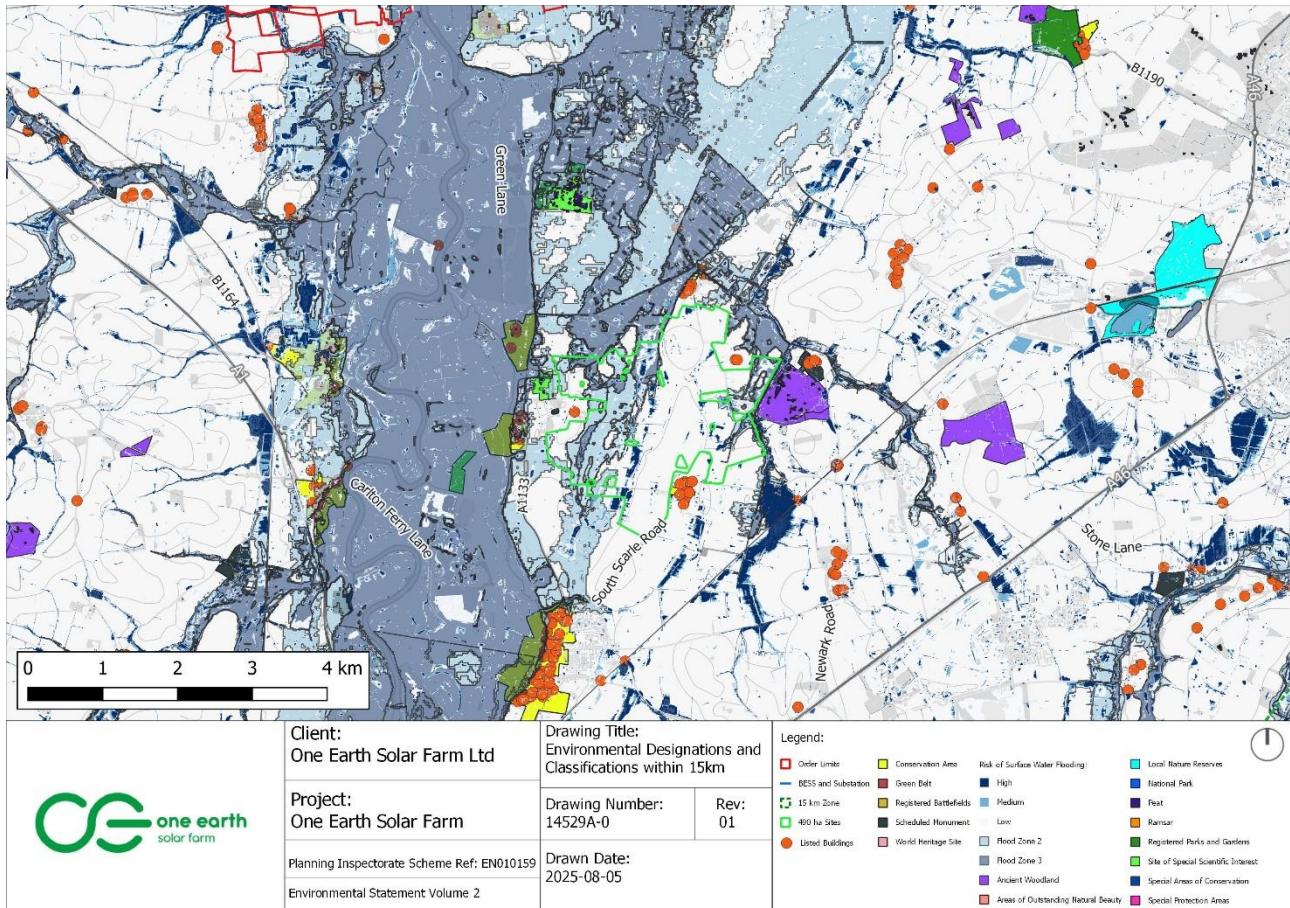 B1190
A46
Green Lane
B1164
A1
A1133
Carlton Ferry Lane
South Scarle Road
A46
Stone Lane
Newark Road
0 1 2 3 4 km
one earth
solar farm
Client:
One Earth Solar Farm Ltd
Project:
One Earth Solar Farm
Planning Inspectorate Scheme Ref: EN010159
Environmental Statement Volume 2
Drawing Title:
Environmental Designations and
Classifications within 15km
Drawing Number:
14529A-0
Rev:
01
Drawn Date:
2025-08-05
Legend:
Order Limits
BESS and Substation
15 km Zone
490 ha Sites
Listed Buildings
Conservation Area
Green Belt
Registered Battlefields
Scheduled Monument
World Heritage Site
Risk of Surface Water Flooding:
High
Medium
Low
Flood Zone 2
Flood Zone 3
Ancient Woodland
Areas of Outstanding Natural Beauty
Local Nature Reserves
National Park
Peat
Ramsar
Registered Parks and Gardens
Site of Special Scientific Interest
Special Areas of Conservation
Special Protection Areas